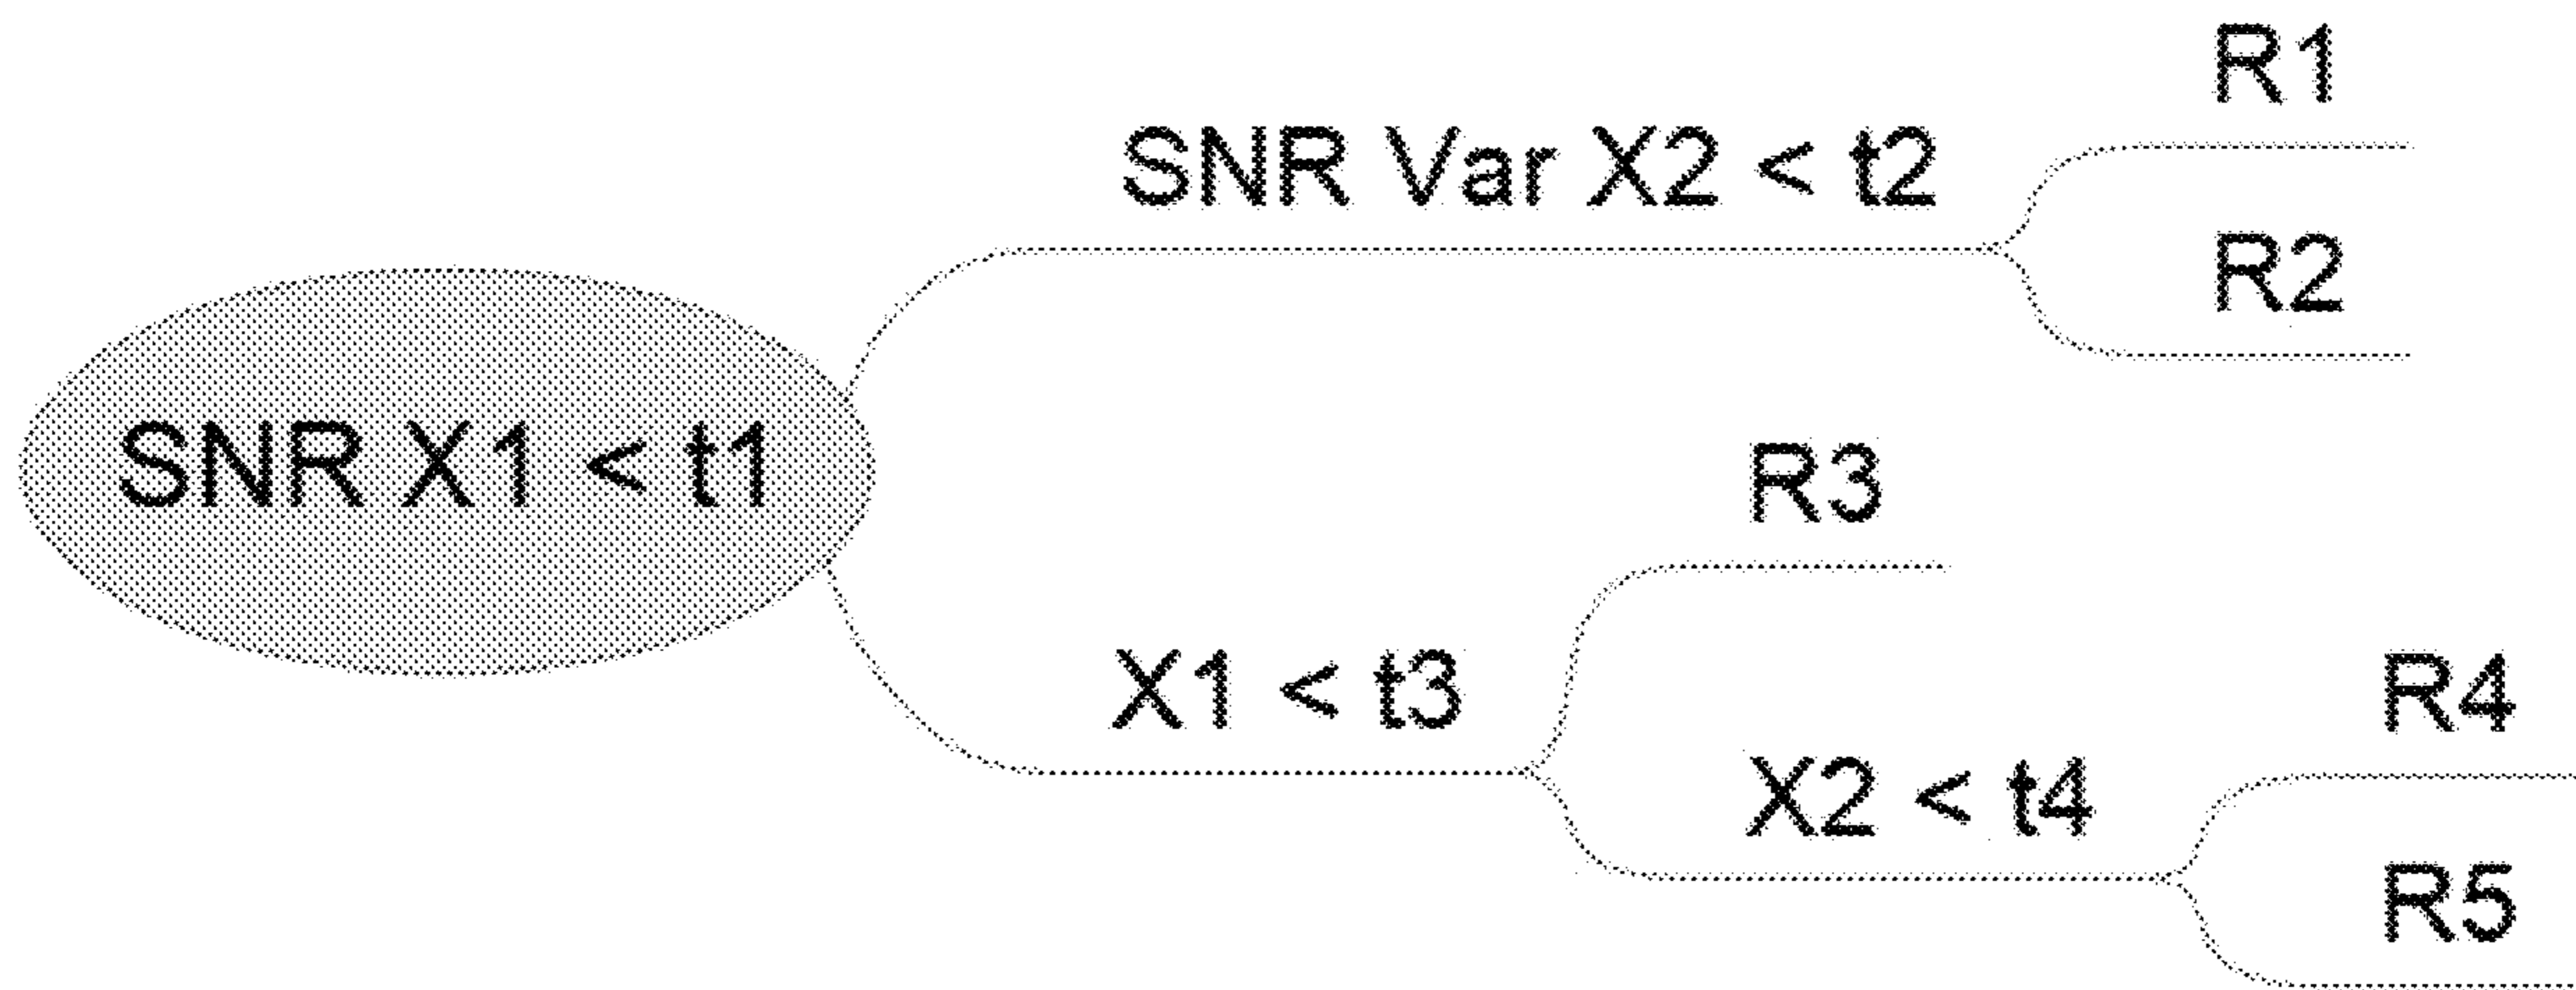 R1
SNR Var X2 < t2
R2
SNR X1 < t1
R3
X1 < t3
R4
X2 < t4
R5